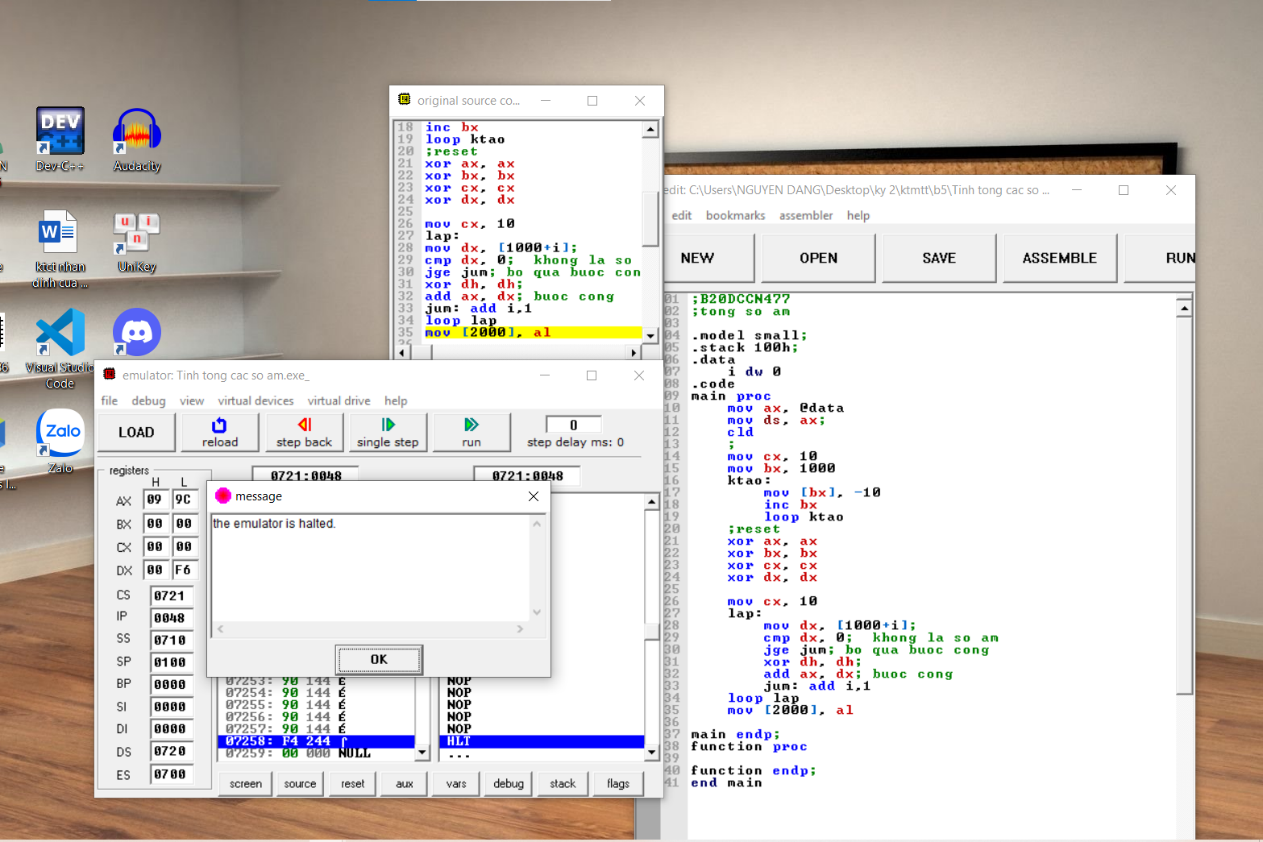 DEV
C++
Dev-C++
Audacity
N
W
ktct nhan
dinh cua ...
u i
n
UniKey
Visual Studio
Code
Zalo
Zalo
original source co...
18 inc bx
19 loop ktao
20 ;reset
21 xor ax, ax
22 xor bx, bx
23 xor cx, cx
24 xor dx, dx
25
26 mov cx, 10
27 lap:
28 mov dx, [1000+i];
29 cmp dx, 0; khong la so
30 jge jum; bo qua buoc con
31 xor dh, dh;
32 add ax, dx; buoc cong
33 jum: add i,1
34 loop lap
35 mov [2000], al
36
edit: C:\Users\NGUYEN DANG\Desktop\ky 2\ktmtt\b5\Tinh tong cac so ...
edit bookmarks assembler help
NEW OPEN SAVE ASSEMBLE RUN
01 ;B20DCCN477
02 ;tong so am
03
04 .model small;
05 .stack 100h;
06 .data
07 i dw 0
08 .code
09 main proc
10 mov ax, @data
11 mov ds, ax;
12 cld
13 ;
14 mov cx, 10
15 mov bx, 1000
16 ktao:
17 mov [bx], -10
18 inc bx
19 loop ktao
20 ;reset
21 xor ax, ax
22 xor bx, bx
23 xor cx, cx
24 xor dx, dx
25
26 mov cx, 10
27 lap:
28 mov dx, [1000+i];
29 cmp dx, 0; khong la so am
30 jge jum; bo qua buoc cong
31 xor dh, dh;
32 add ax, dx; buoc cong
33 jum: add i,1
34 loop lap
35 mov [2000], al
36
37 main endp;
38 function proc
39
40 function endp;
41 end main
emulator: Tinh tong cac so am.exe_
file debug view virtual devices virtual drive help
LOAD reload step back single step run 0
step delay ms: 0
registers
H L
AX 09 9C
BX 00 00
CX 00 00
DX 00 F6
CS 0721
IP 0048
SS 0710
SP 0100
BP 0000
SI 0000
DI 0000
DS 0720
ES 0700
0721:0048 0721:0048
message
the emulator is halted.
OK
07253: 90 144 É NOP
07254: 90 144 É NOP
07255: 90 144 É NOP
07256: 90 144 É NOP
07257: 90 144 É NOP
07258: F4 244 ⌠ HLT
07259: 00 000 NULL ...
screen source reset aux vars debug stack flags